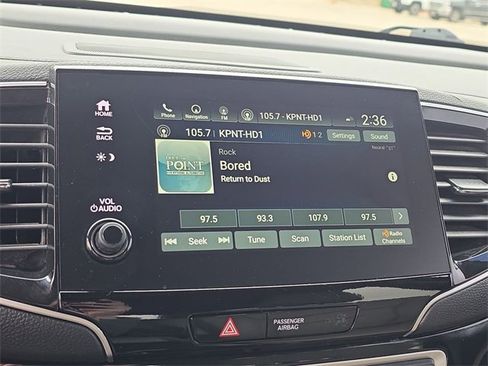 HOME
BACK
VOL
AUDIO
Phone
Navigation
FM
105.7 - KPNT-HD1
2:36
105.7 | KPNT-HD1
HD 1 2
Settings
Sound
Rock
Bored
Return to Dust
POINT
97.5
93.3
107.9
97.5
Seek
Tune
Scan
Station List
HD Radio
Channels
PASSENGER
AIRBAG